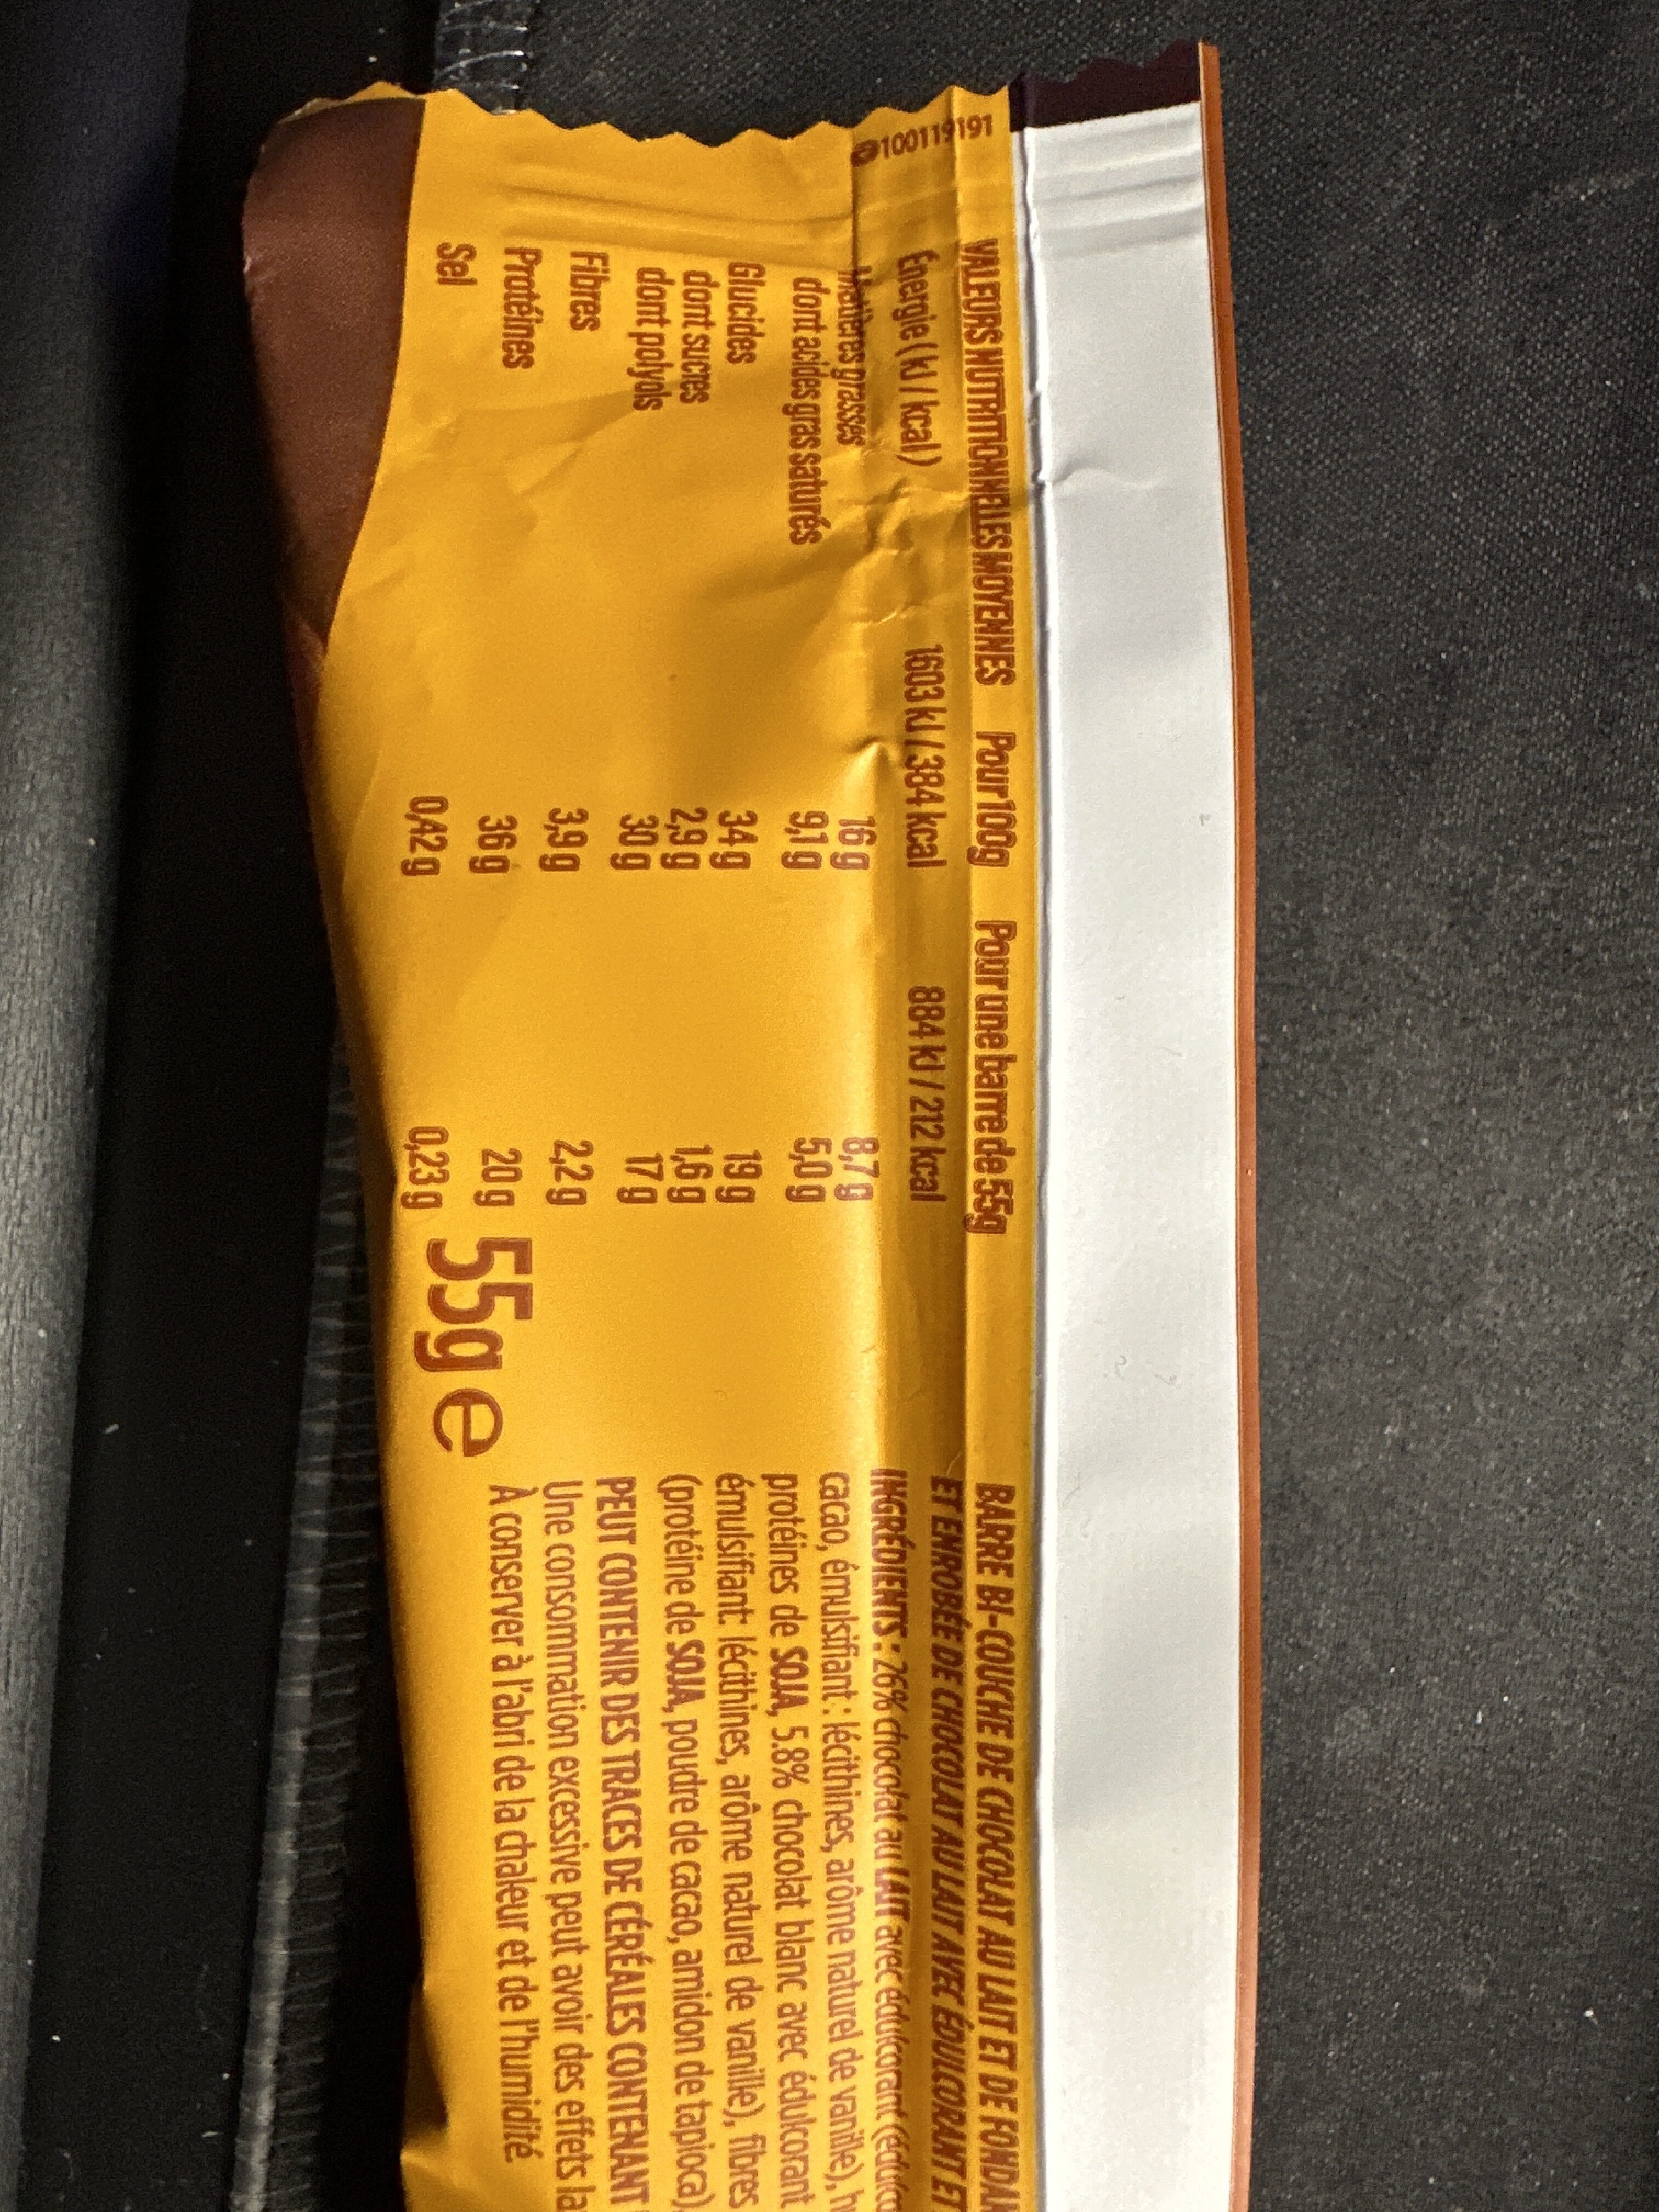 100119191
VALEURS NUTRITIONNELLES MOYENNES Pour 100g Pour une barre de 55g
Énergie (kJ / kcal) 1603 kJ / 384 kcal 884 kJ / 212 kcal
Matières grasses 16 g 8,7 g
dont acides gras saturés 9,1 g 5,0 g
Glucides 34 g 19 g
dont sucres 2,9 g 1,6 g
dont polyols 30 g 17 g
Fibres 3,9 g 2,2 g
Protéines 36 g 20 g
Sel 0,42 g 0,23 g
55g e
BARRE BI-COUCHE DE CHOCOLAT AU LAIT ET DE
ET ENROBÉE DE CHOCOLAT AU LAIT AVEC ÉDULCORANT ET
INGRÉDIENTS : 26% chocolat au LAIT avec édulcorant
cacao, émulsifiant : lécithines, arôme naturel de vanille),
protéines de SOJA, 5.8% chocolat blanc avec édulcorant
émulsifiant: lécithines, arôme naturel de vanille), fibres
(protéine de SOJA, poudre de cacao, amidon de tapioca),
PEUT CONTENIR DES TRACES DE CÉRÉALES CONTENANT
Une consommation excessive peut avoir des effets la
À conserver à l'abri de la chaleur et de l'humidité